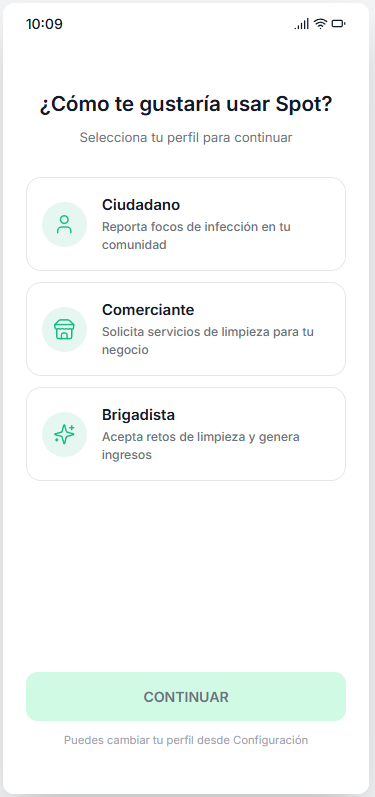 10:09
¿Cómo te gustaría usar Spot?
Selecciona tu perfil para continuar
Ciudadano
Reporta focos de infección en tu
comunidad
Comerciante
Solicita servicios de limpieza para tu
negocio
Brigadista
Acepta retos de limpieza y genera
ingresos
CONTINUAR
Puedes cambiar tu perfil desde Configuración